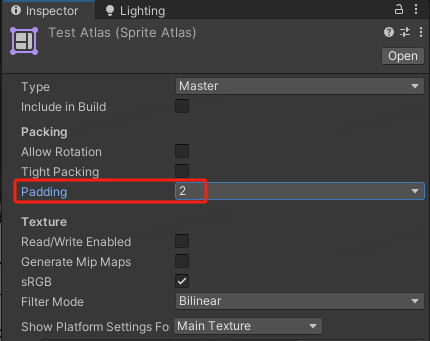 Inspector Lighting
Test Atlas (Sprite Atlas)
Open
Type Master
Include in Build
Packing
Allow Rotation
Tight Packing
Padding 2
Texture
Read/Write Enabled
Generate Mip Maps
sRGB
Filter Mode Bilinear
Show Platform Settings Fo Main Texture